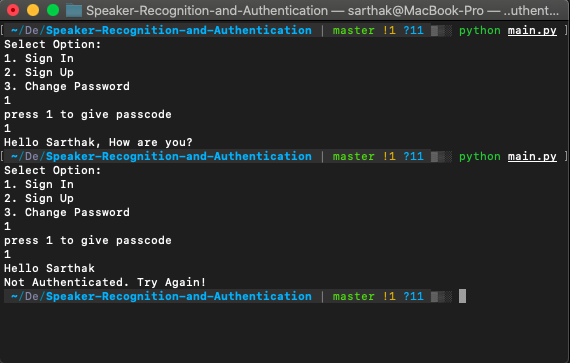 Speaker-Recognition-and-Authentication — sarthak@MacBook-Pro — ..uthent...
[ ~/De/Speaker-Recognition-and-Authentication | master !1 ?11 python main.py ]
Select Option:
1. Sign In
2. Sign Up
3. Change Password
1
press 1 to give passcode
1
Hello Sarthak, How are you?
[ ~/De/Speaker-Recognition-and-Authentication | master !1 ?11 python main.py ]
Select Option:
1. Sign In
2. Sign Up
3. Change Password
1
press 1 to give passcode
1
Hello Sarthak
Not Authenticated. Try Again!
~/De/Speaker-Recognition-and-Authentication | master !1 ?11